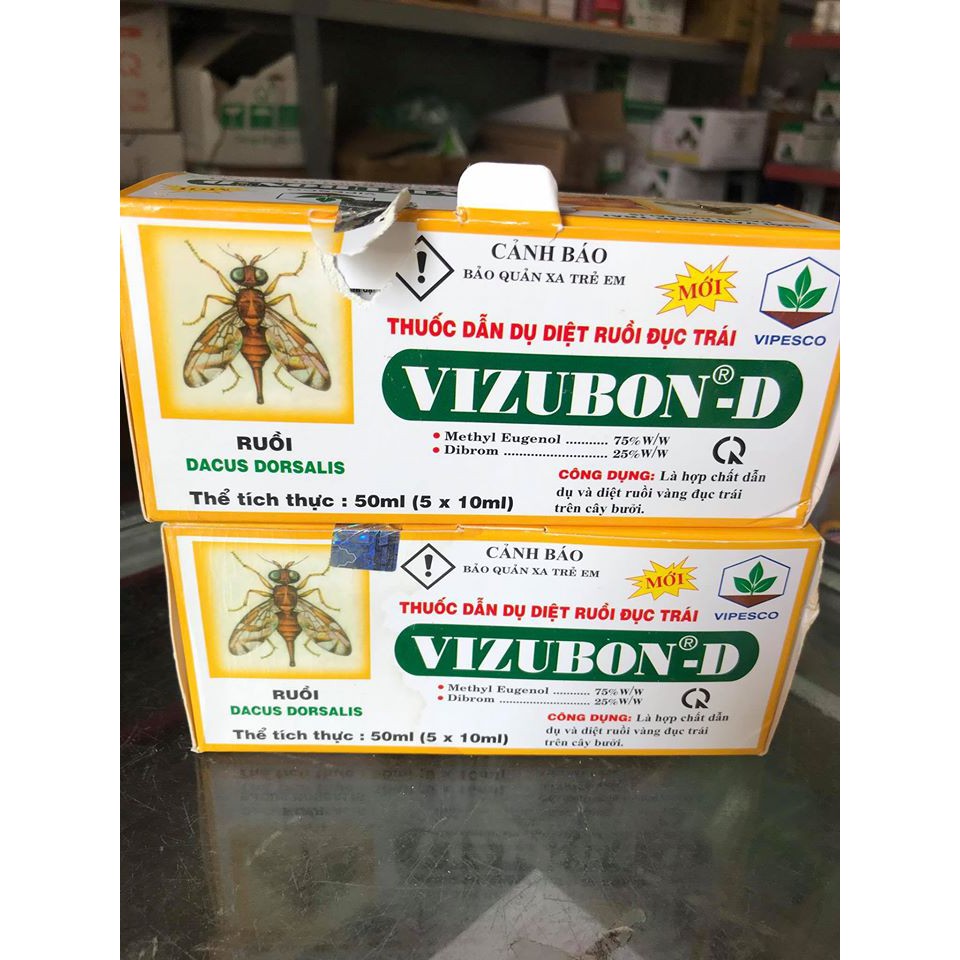 MỚI
CẢNH BÁO
BẢO QUẢN XA TRẺ EM
MỚI
VIPESCO
THUỐC DẪN DỤ DIỆT RUỒI ĐỤC TRÁI
VIZUBON®-D
• Methyl Eugenol ........... 75% W/W
• Dibrom .................................. 25% W/W
RUỒI
DACUS DORSALIS
CÔNG DỤNG: Là hợp chất dẫn
dụ và diệt ruồi vàng đục trái
trên cây bưởi.
Thể tích thực : 50ml (5 x 10ml)
CẢNH BÁO
BẢO QUẢN XA TRẺ EM
MỚI
VIPESCO
THUỐC DẪN DỤ DIỆT RUỒI ĐỤC TRÁI
VIZUBON®-D
• Methyl Eugenol ........... 75% W/W
• Dibrom .................................. 25% W/W
RUỒI
DACUS DORSALIS
CÔNG DỤNG: Là hợp chất dẫn
dụ và diệt ruồi vàng đục trái
trên cây bưởi.
Thể tích thực : 50ml (5 x 10ml)